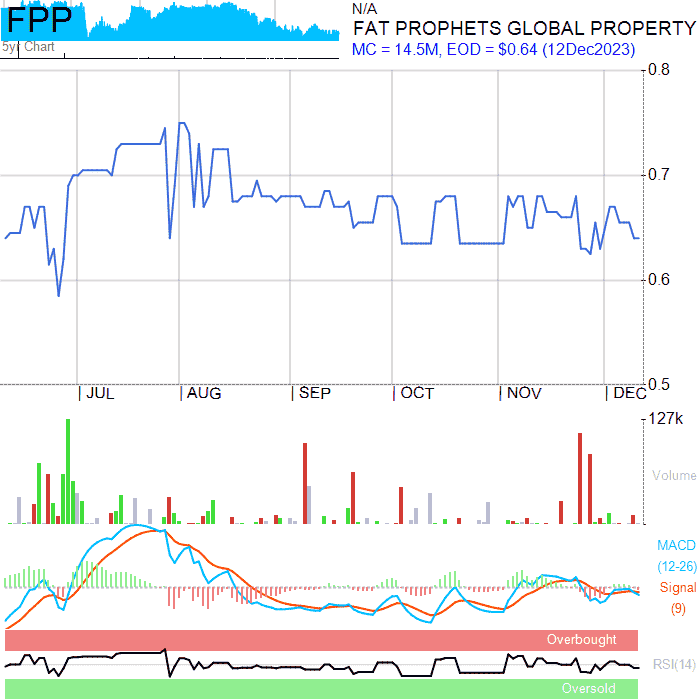 FPP
5yr Chart
N/A
FAT PROPHETS GLOBAL PROPERTY
MC = 14.5M, EOD = $0.64 (12Dec2023)
0.8
0.7
0.6
0.5
JUL AUG SEP OCT NOV DEC
127k
Volume
MACD
(12-26)
Signal
(9)
Overbought
RSI(14)
Oversold